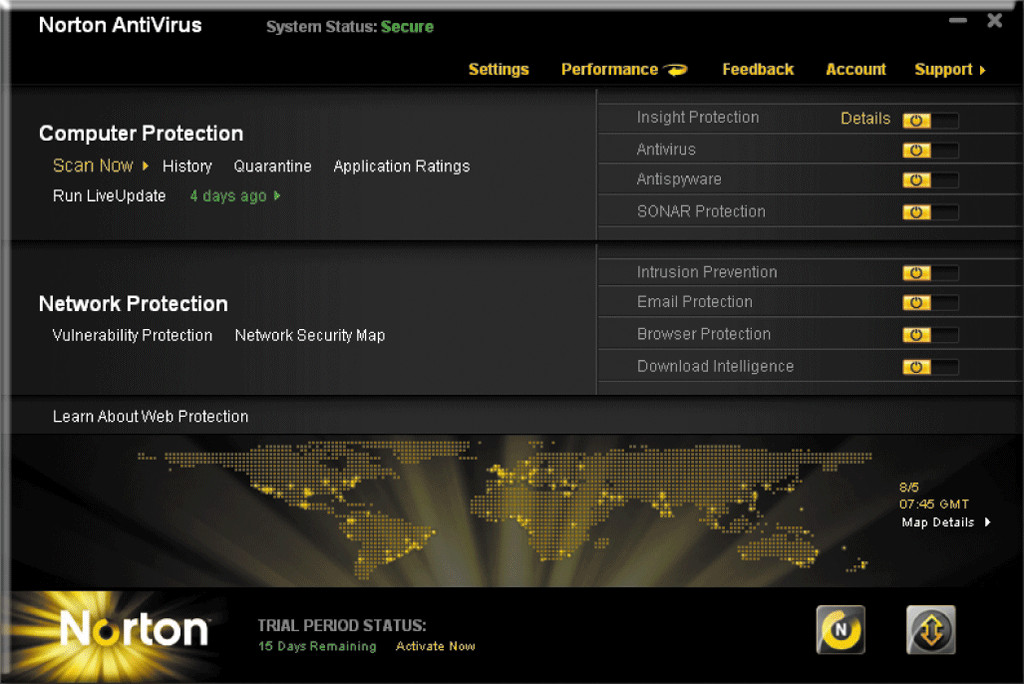 Norton AntiVirus
System Status: Secure
Settings Performance Feedback Account Support
Computer Protection
Scan Now History Quarantine Application Ratings
Run LiveUpdate 4 days ago
Insight Protection Details
Antivirus
Antispyware
SONAR Protection
Network Protection
Vulnerability Protection Network Security Map
Intrusion Prevention
Email Protection
Browser Protection
Download Intelligence
Learn About Web Protection
8/5
07:45 GMT
Map Details
Norton
TRIAL PERIOD STATUS:
15 Days Remaining Activate Now
N